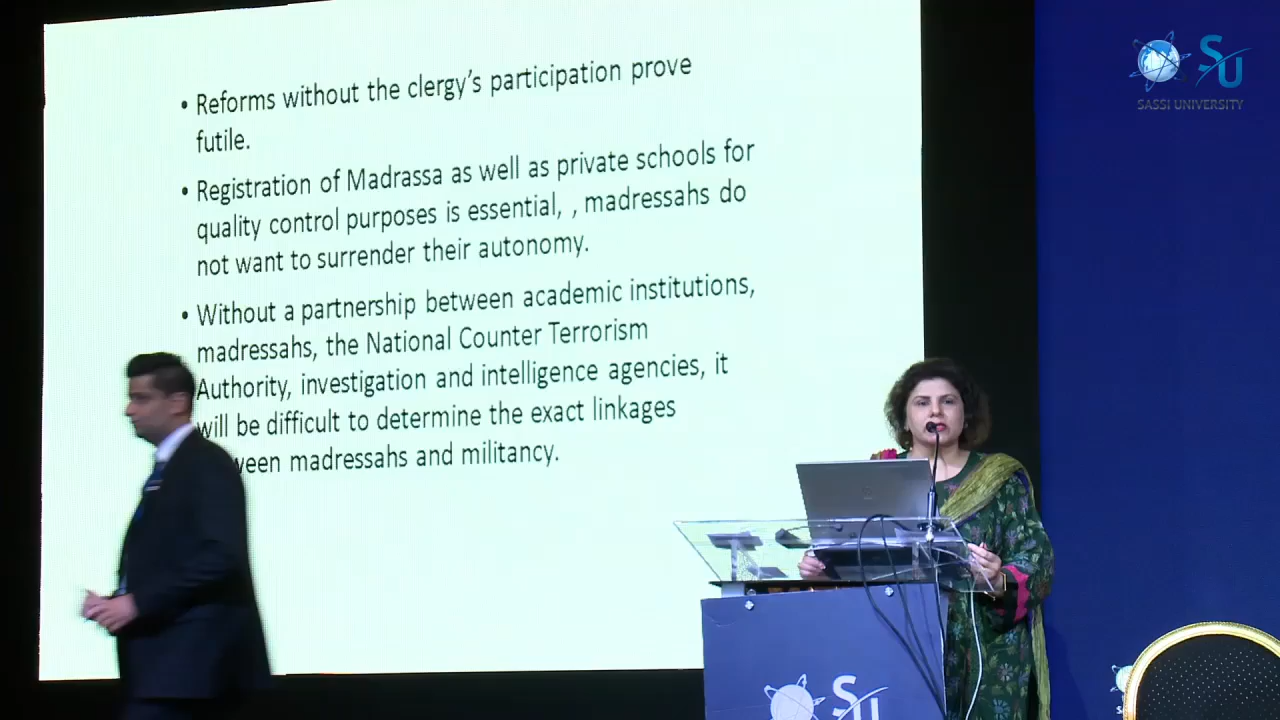 • Reforms without the clergy's participation prove
futile.
• Registration of Madrassa as well as private schools for
quality control purposes is essential, , madressahs do
not want to surrender their autonomy.
• Without a partnership between academic institutions,
madressahs, the National Counter Terrorism
Authority, investigation and intelligence agencies, it
will be difficult to determine the exact linkages
ween madressahs and militancy.
SU
SASSI UNIVERSITY
SU